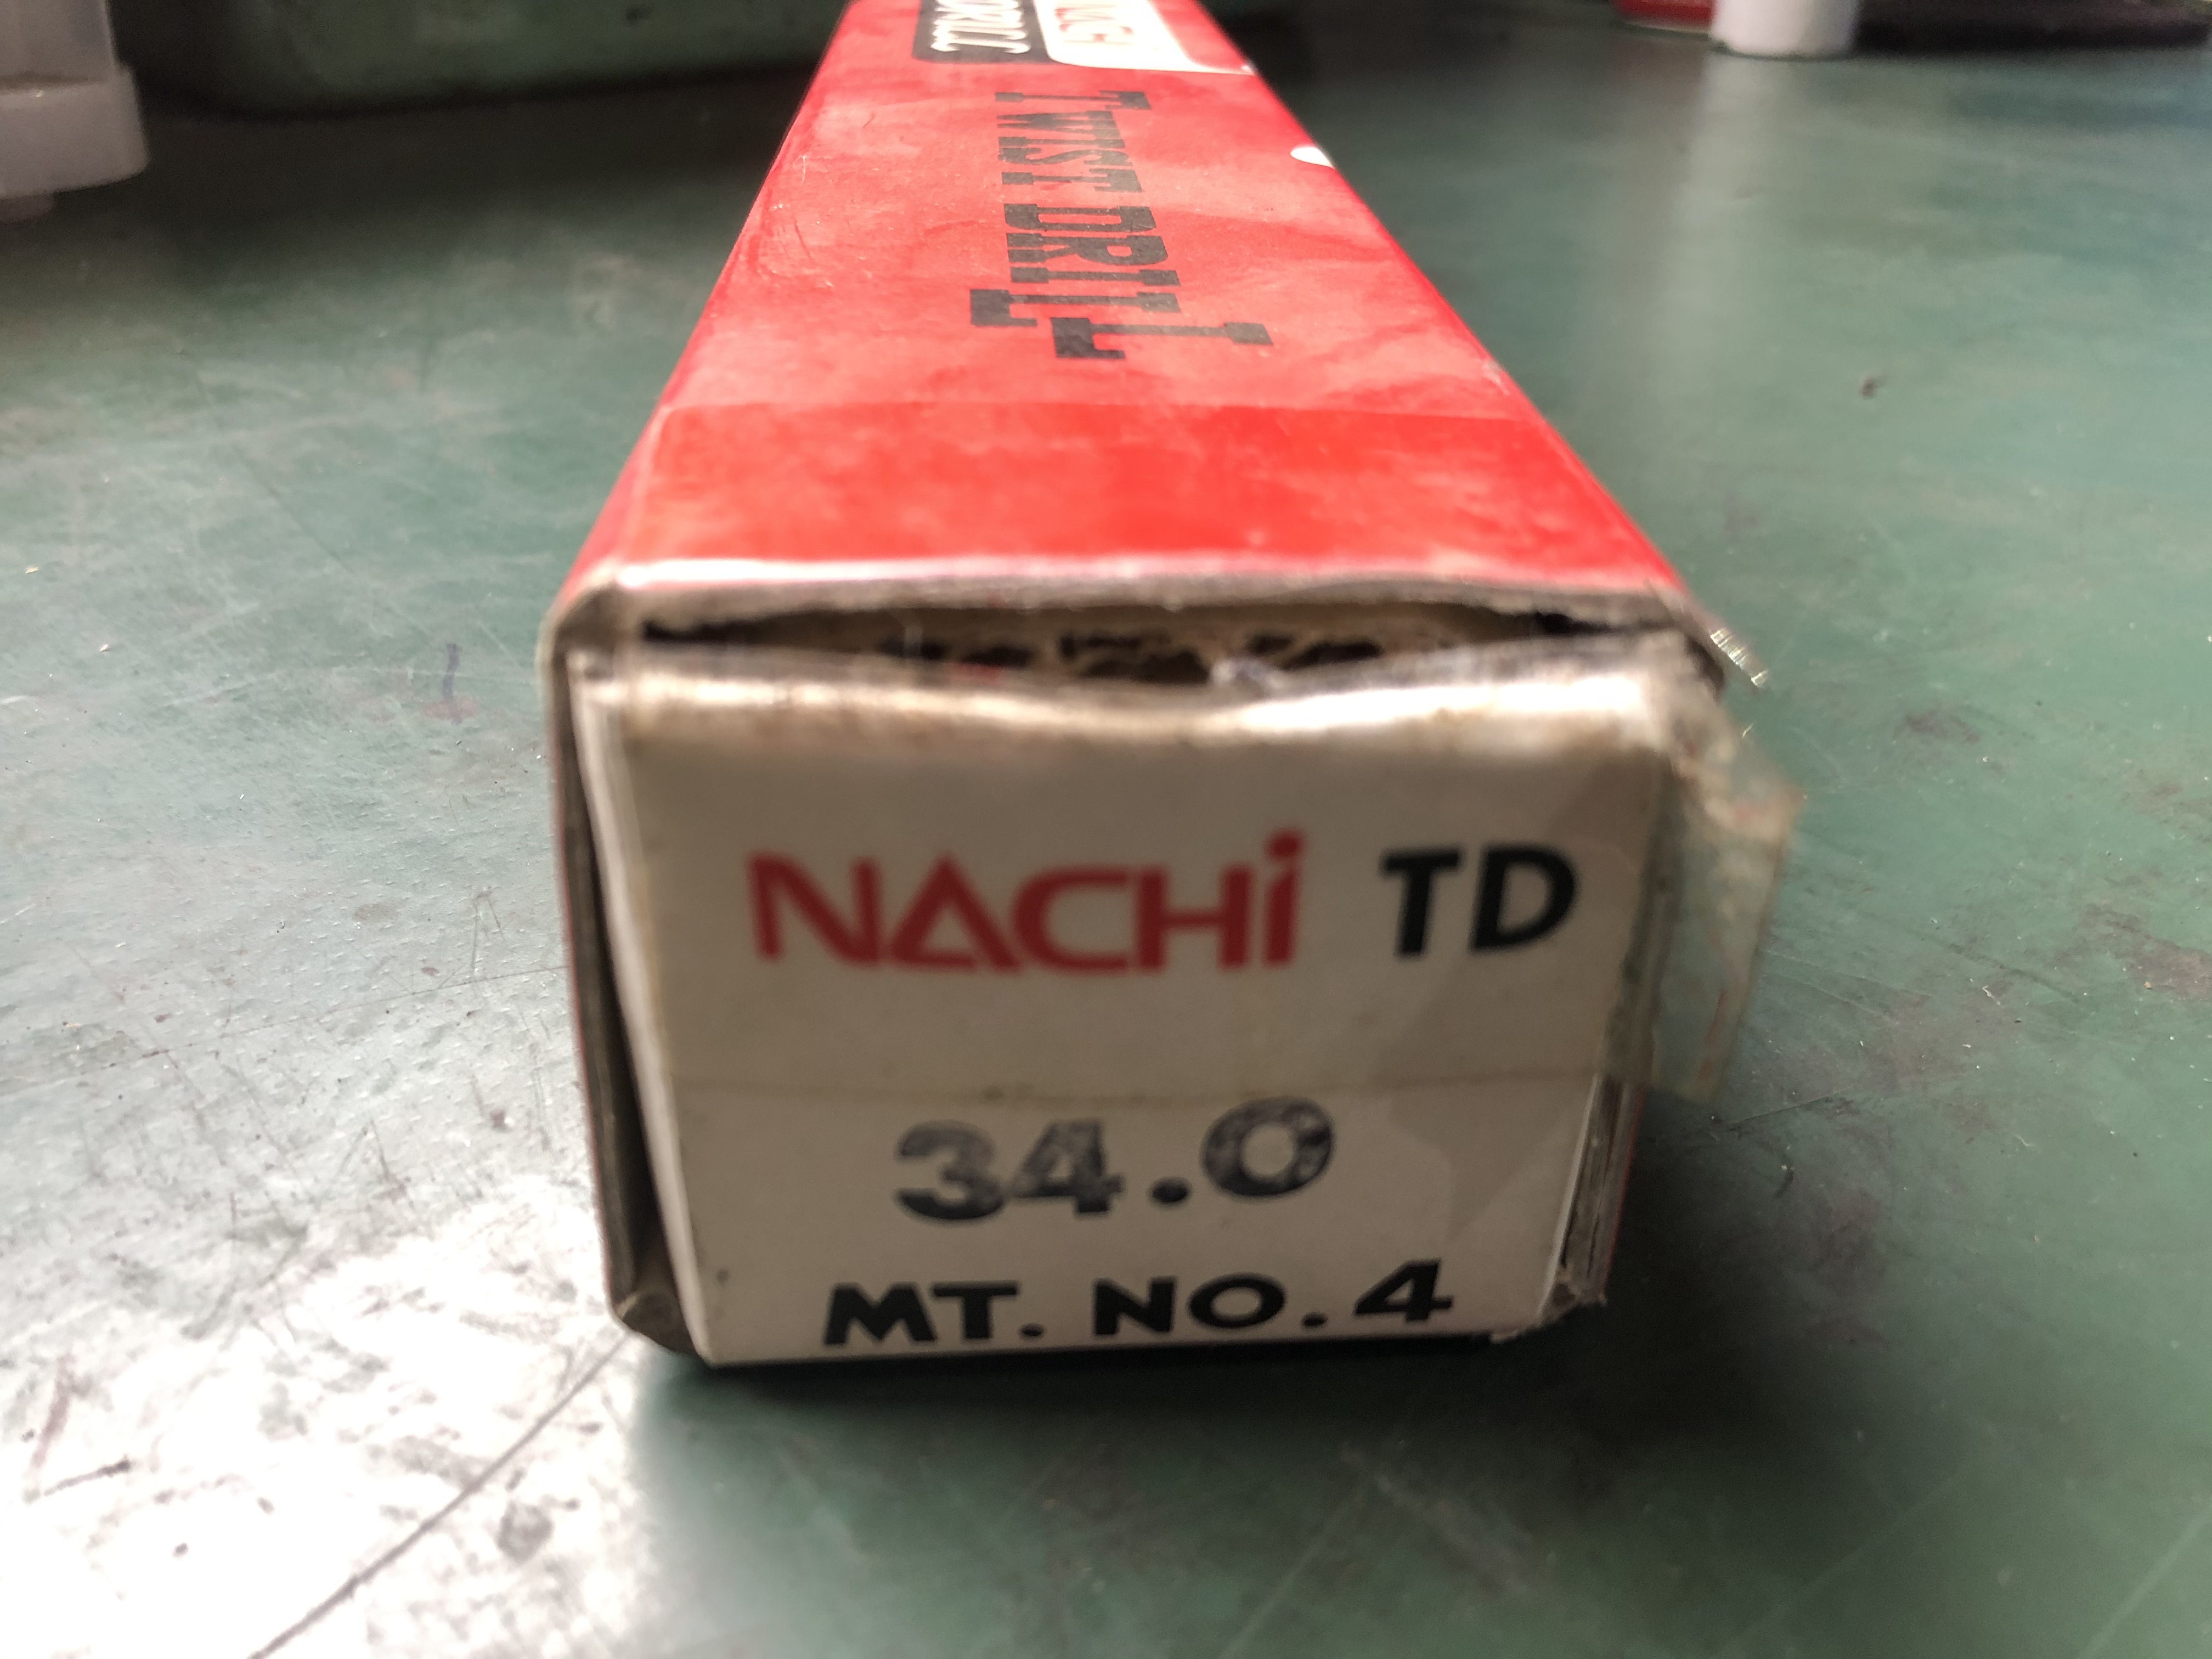 TWIST DRILL
NACHi TD
34.0
MT. NO. 4